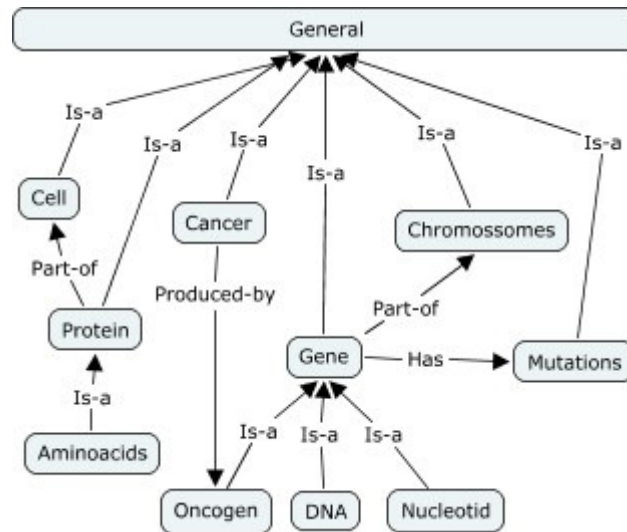 General
Is-a
Is-a
Is-a
Is-a
Is-a
Is-a
Cell
Cancer
Chromossomes
Part-of
Produced-by
Part-of
Protein
Gene
Has
Mutations
Is-a
Is-a
Is-a
Is-a
Aminoacids
Oncogen
DNA
Nucleotid